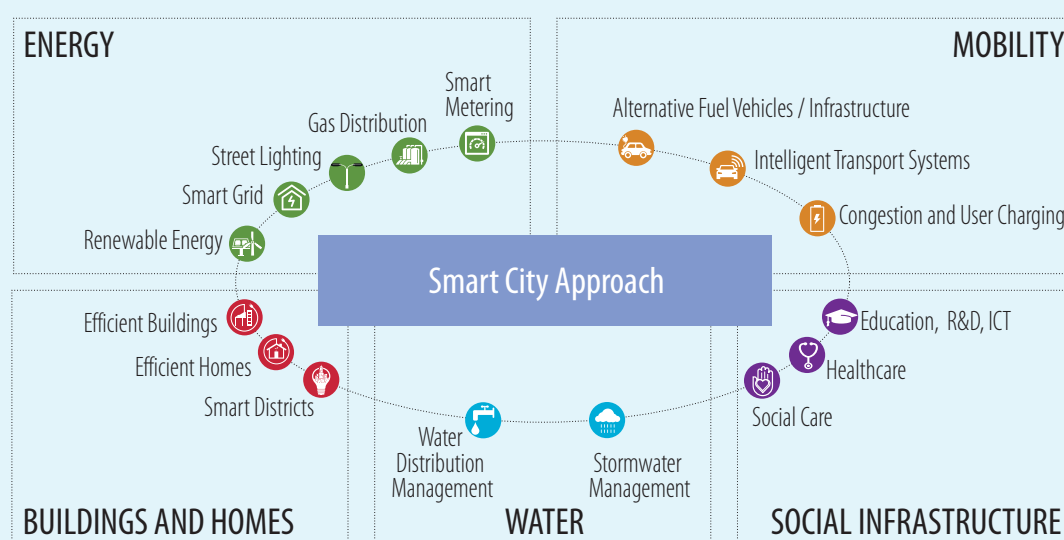 ENERGY
MOBILITY
Smart
Metering
Gas Distribution
Street Lighting
Smart Grid
Renewable Energy
Alternative Fuel Vehicles / Infrastructure
Intelligent Transport Systems
Congestion and User Charging
Smart City Approach
Efficient Buildings
Efficient Homes
Smart Districts
Water
Distribution
Management
Stormwater
Management
Education, R&D, ICT
Healthcare
Social Care
BUILDINGS AND HOMES
WATER
SOCIAL INFRASTRUCTURE